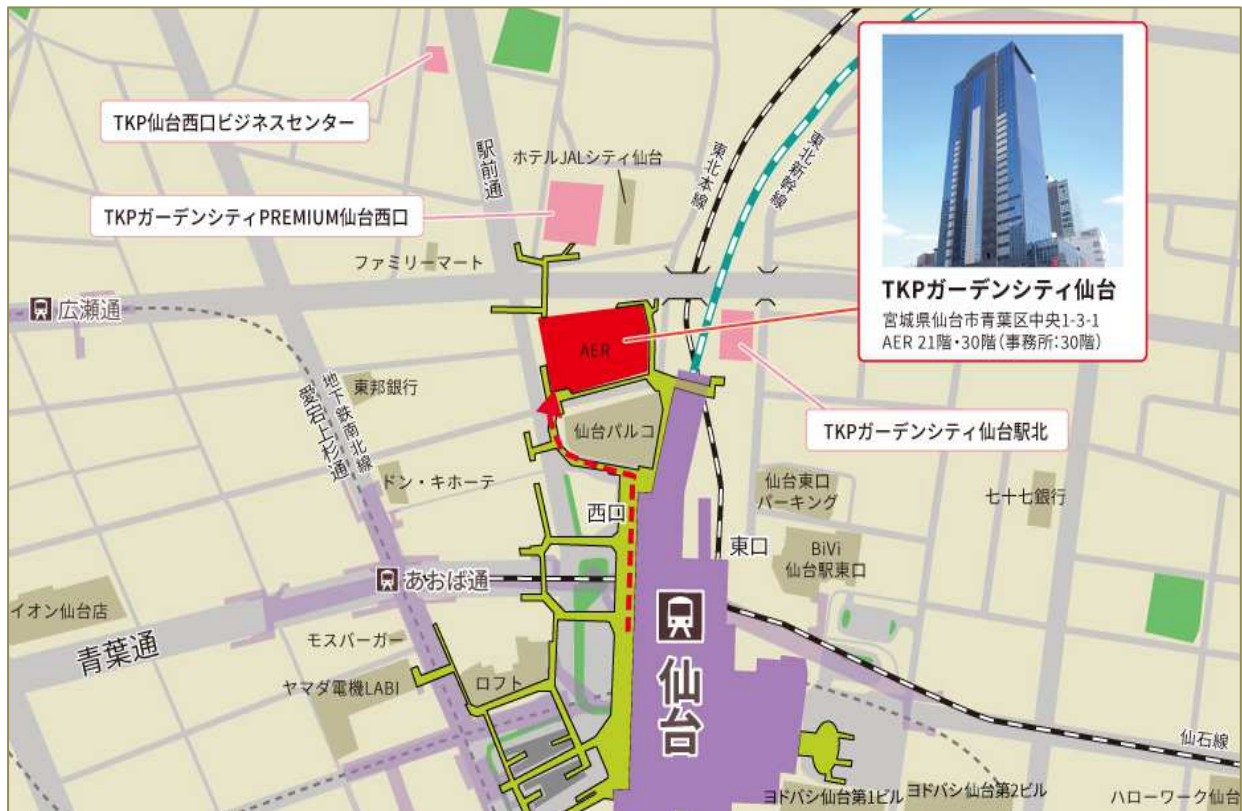 TKP仙台西口ビジネスセンター
駅前通
ホテルJALシティ仙台
東北本線
東北新幹線
TKPガーデンシティPREMIUM仙台西口
ファミリーマート
TKPガーデンシティ仙台
宮城県仙台市青葉区中央1-3-1
AER 21階・30階(事務所:30階)
広瀬通
AER
東邦銀行
地下鉄南北線
愛宕上杉通
仙台パルコ
TKPガーデンシティ仙台駅北
ドン・キホーテ
西口
仙台東口
パーキング
七十七銀行
東口
BiVi
仙台駅東口
あおば通
イオン仙台店
青葉通
モスバーガー
ヤマダ電機LABI
ロフト
仙台
仙石線
ヨドバシ仙台第1ビル
ヨドバシ仙台第2ビル
ハローワーク仙台